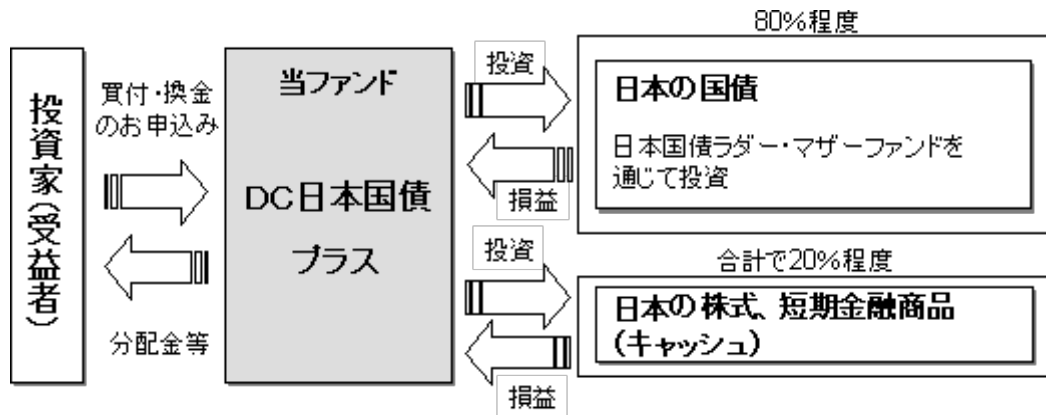 投資家(受益者)
買付・換金
のお申込み
分配金等
当ファンド
DC日本国債
プラス
投資
損益
投資
損益
80%程度
日本の国債
日本国債ラダー・マザーファンドを
通じて投資
合計で20%程度
日本の株式、短期金融商品
(キャッシュ)